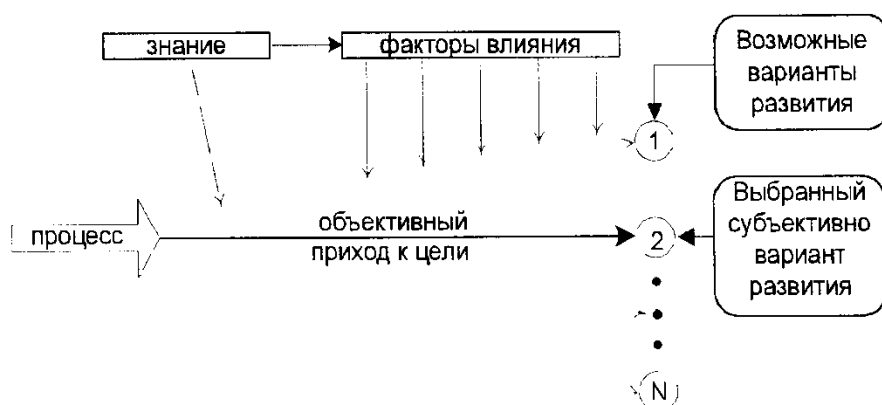 знание
факторы влияния
Возможные
варианты
развития
1
процесс
объективный
приход к цели
2
Выбранный
субъективно
вариант
развития
N